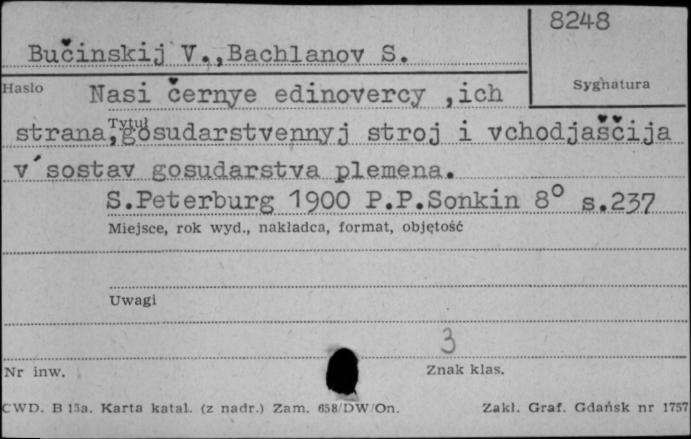 8248
Bučinskij V.,Bachlanov S.
Hasło
Sygnatura
Nasi černye edinovercy ,ich
Tytuł
strana,gosudarstvennyj stroj i vchodjaščija
v'sostav gosudarstva plemena.
S.Peterburg 1900 P.P.Sonkin 8° s.237
Miejsce, rok wyd., nakładca, format, objętość
Uwagi
3
Nr inw.
Znak klas.
CWD. B 15a. Karta katal. (z nadr.) Zam. 658/DW/On.
Zakł. Graf. Gdańsk nr 1757